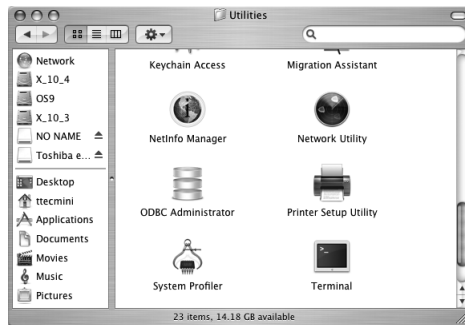 Utilities
Network
X_10_4
OS9
X_10_3
NO NAME
Toshiba e...
Desktop
ttecmini
Applications
Documents
Movies
Music
Pictures
Keychain Access
Migration Assistant
NetInfo Manager
Network Utility
ODBC Administrator
Printer Setup Utility
System Profiler
Terminal
23 items, 14.18 GB available